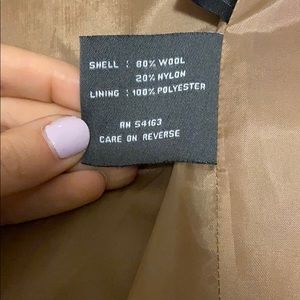 SHELL : 80% WOOL
20% NYLON
LINING : 100% POLYESTER
RN 54163
CARE ON REVERSE